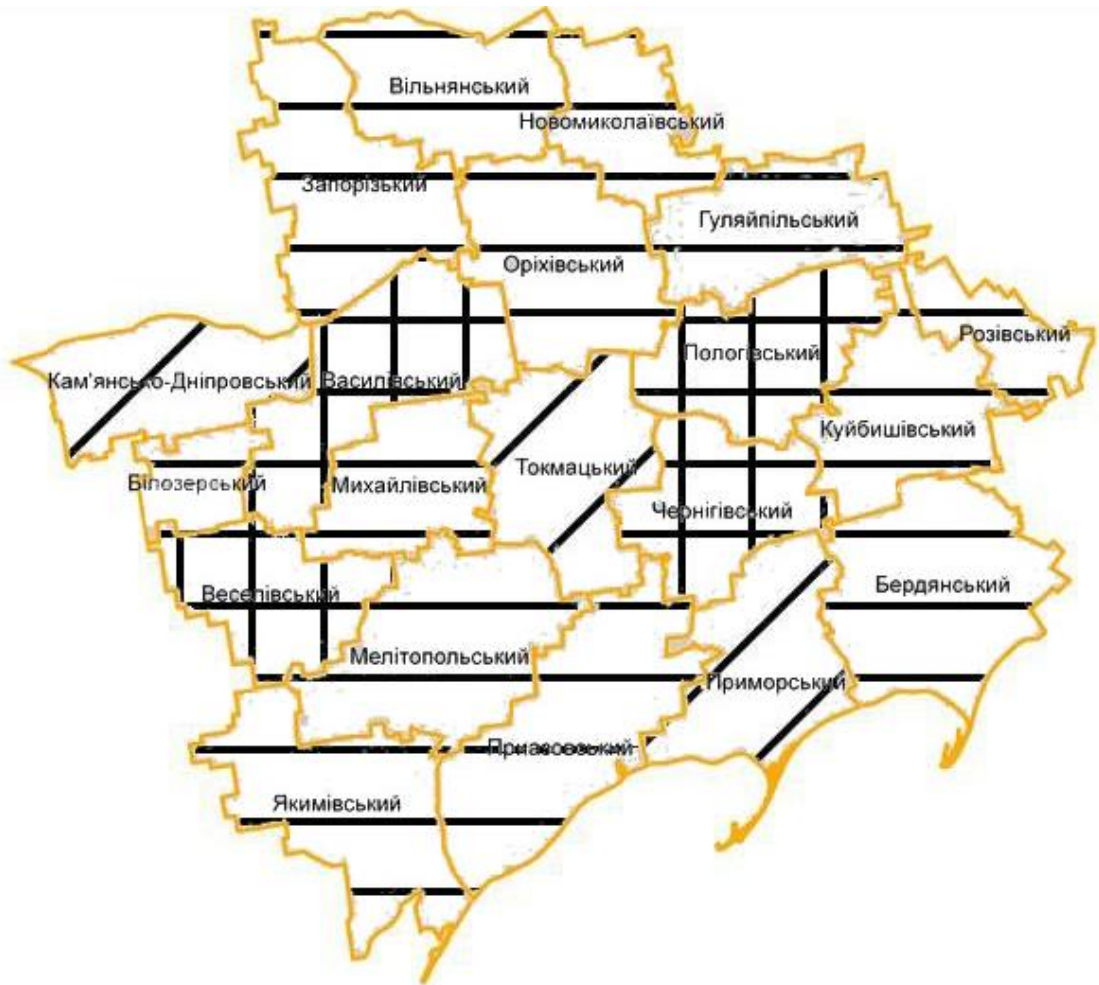 Вільнянський
Новомиколаївський
Запорізький
Гуляйпільський
Оріхівський
Розівський
Пологівський
Кам'янсько-Дніпровський
Василівський
Куйбишівський
Токмацький
Білозерський
Михайлівський
Чернігівський
Бердянський
Веселівський
Мелітопольський
Приморський
Приазовський
Якимівський